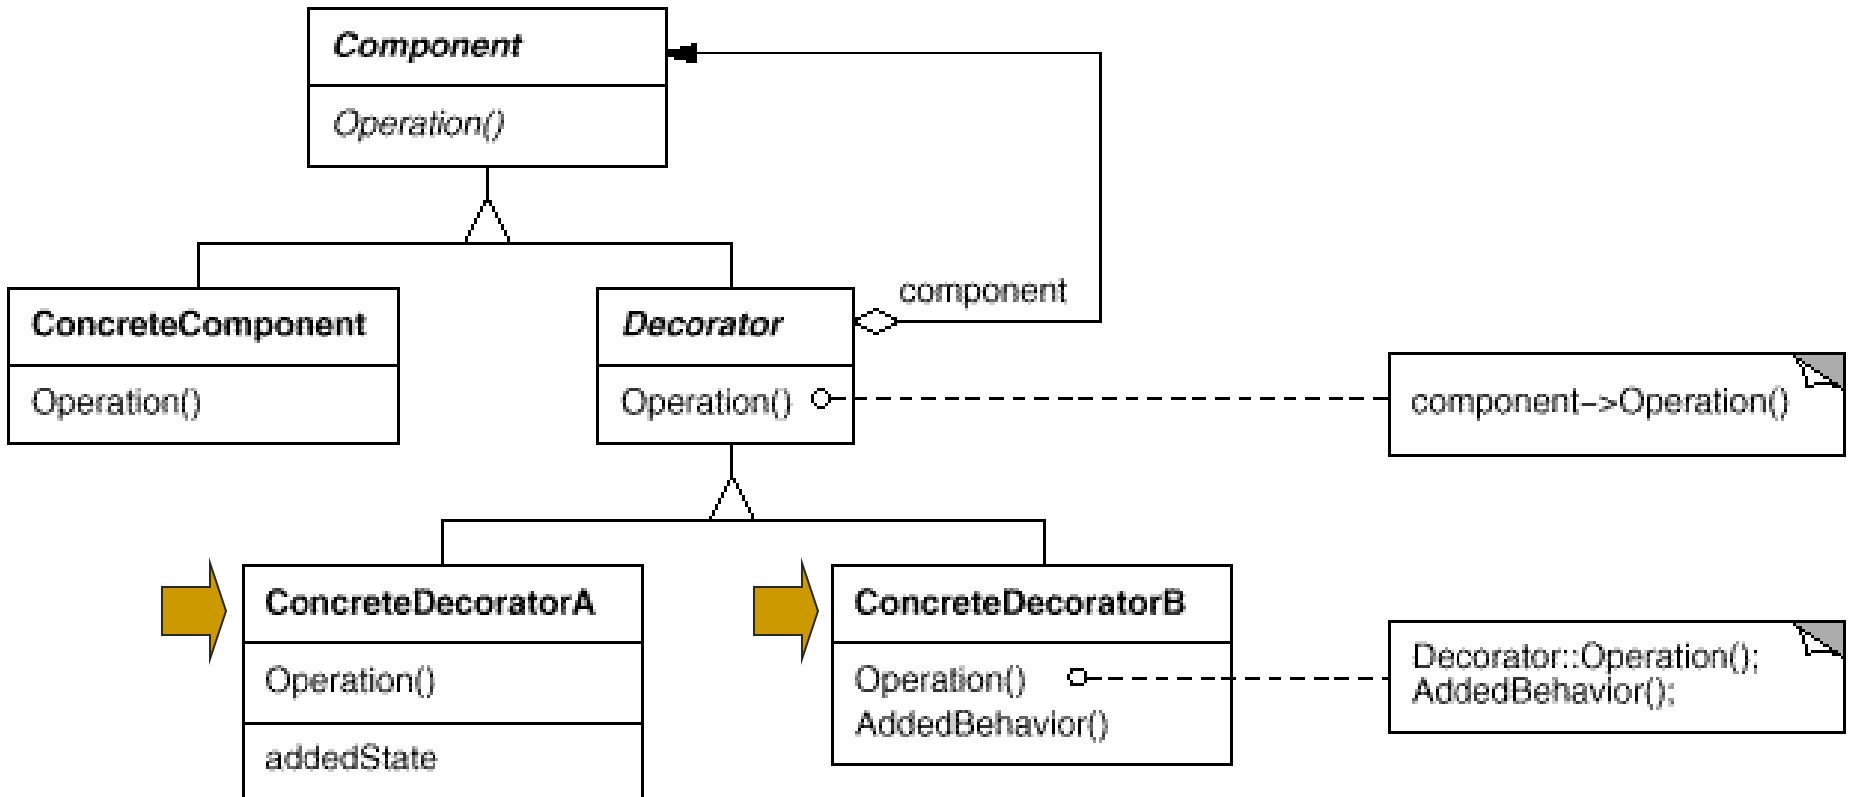 Component
Operation()
ConcreteComponent
Operation()
Decorator
Operation()
component
component–>Operation()
ConcreteDecoratorA
Operation()
addedState
ConcreteDecoratorB
Operation()
AddedBehavior()
Decorator::Operation();
AddedBehavior();